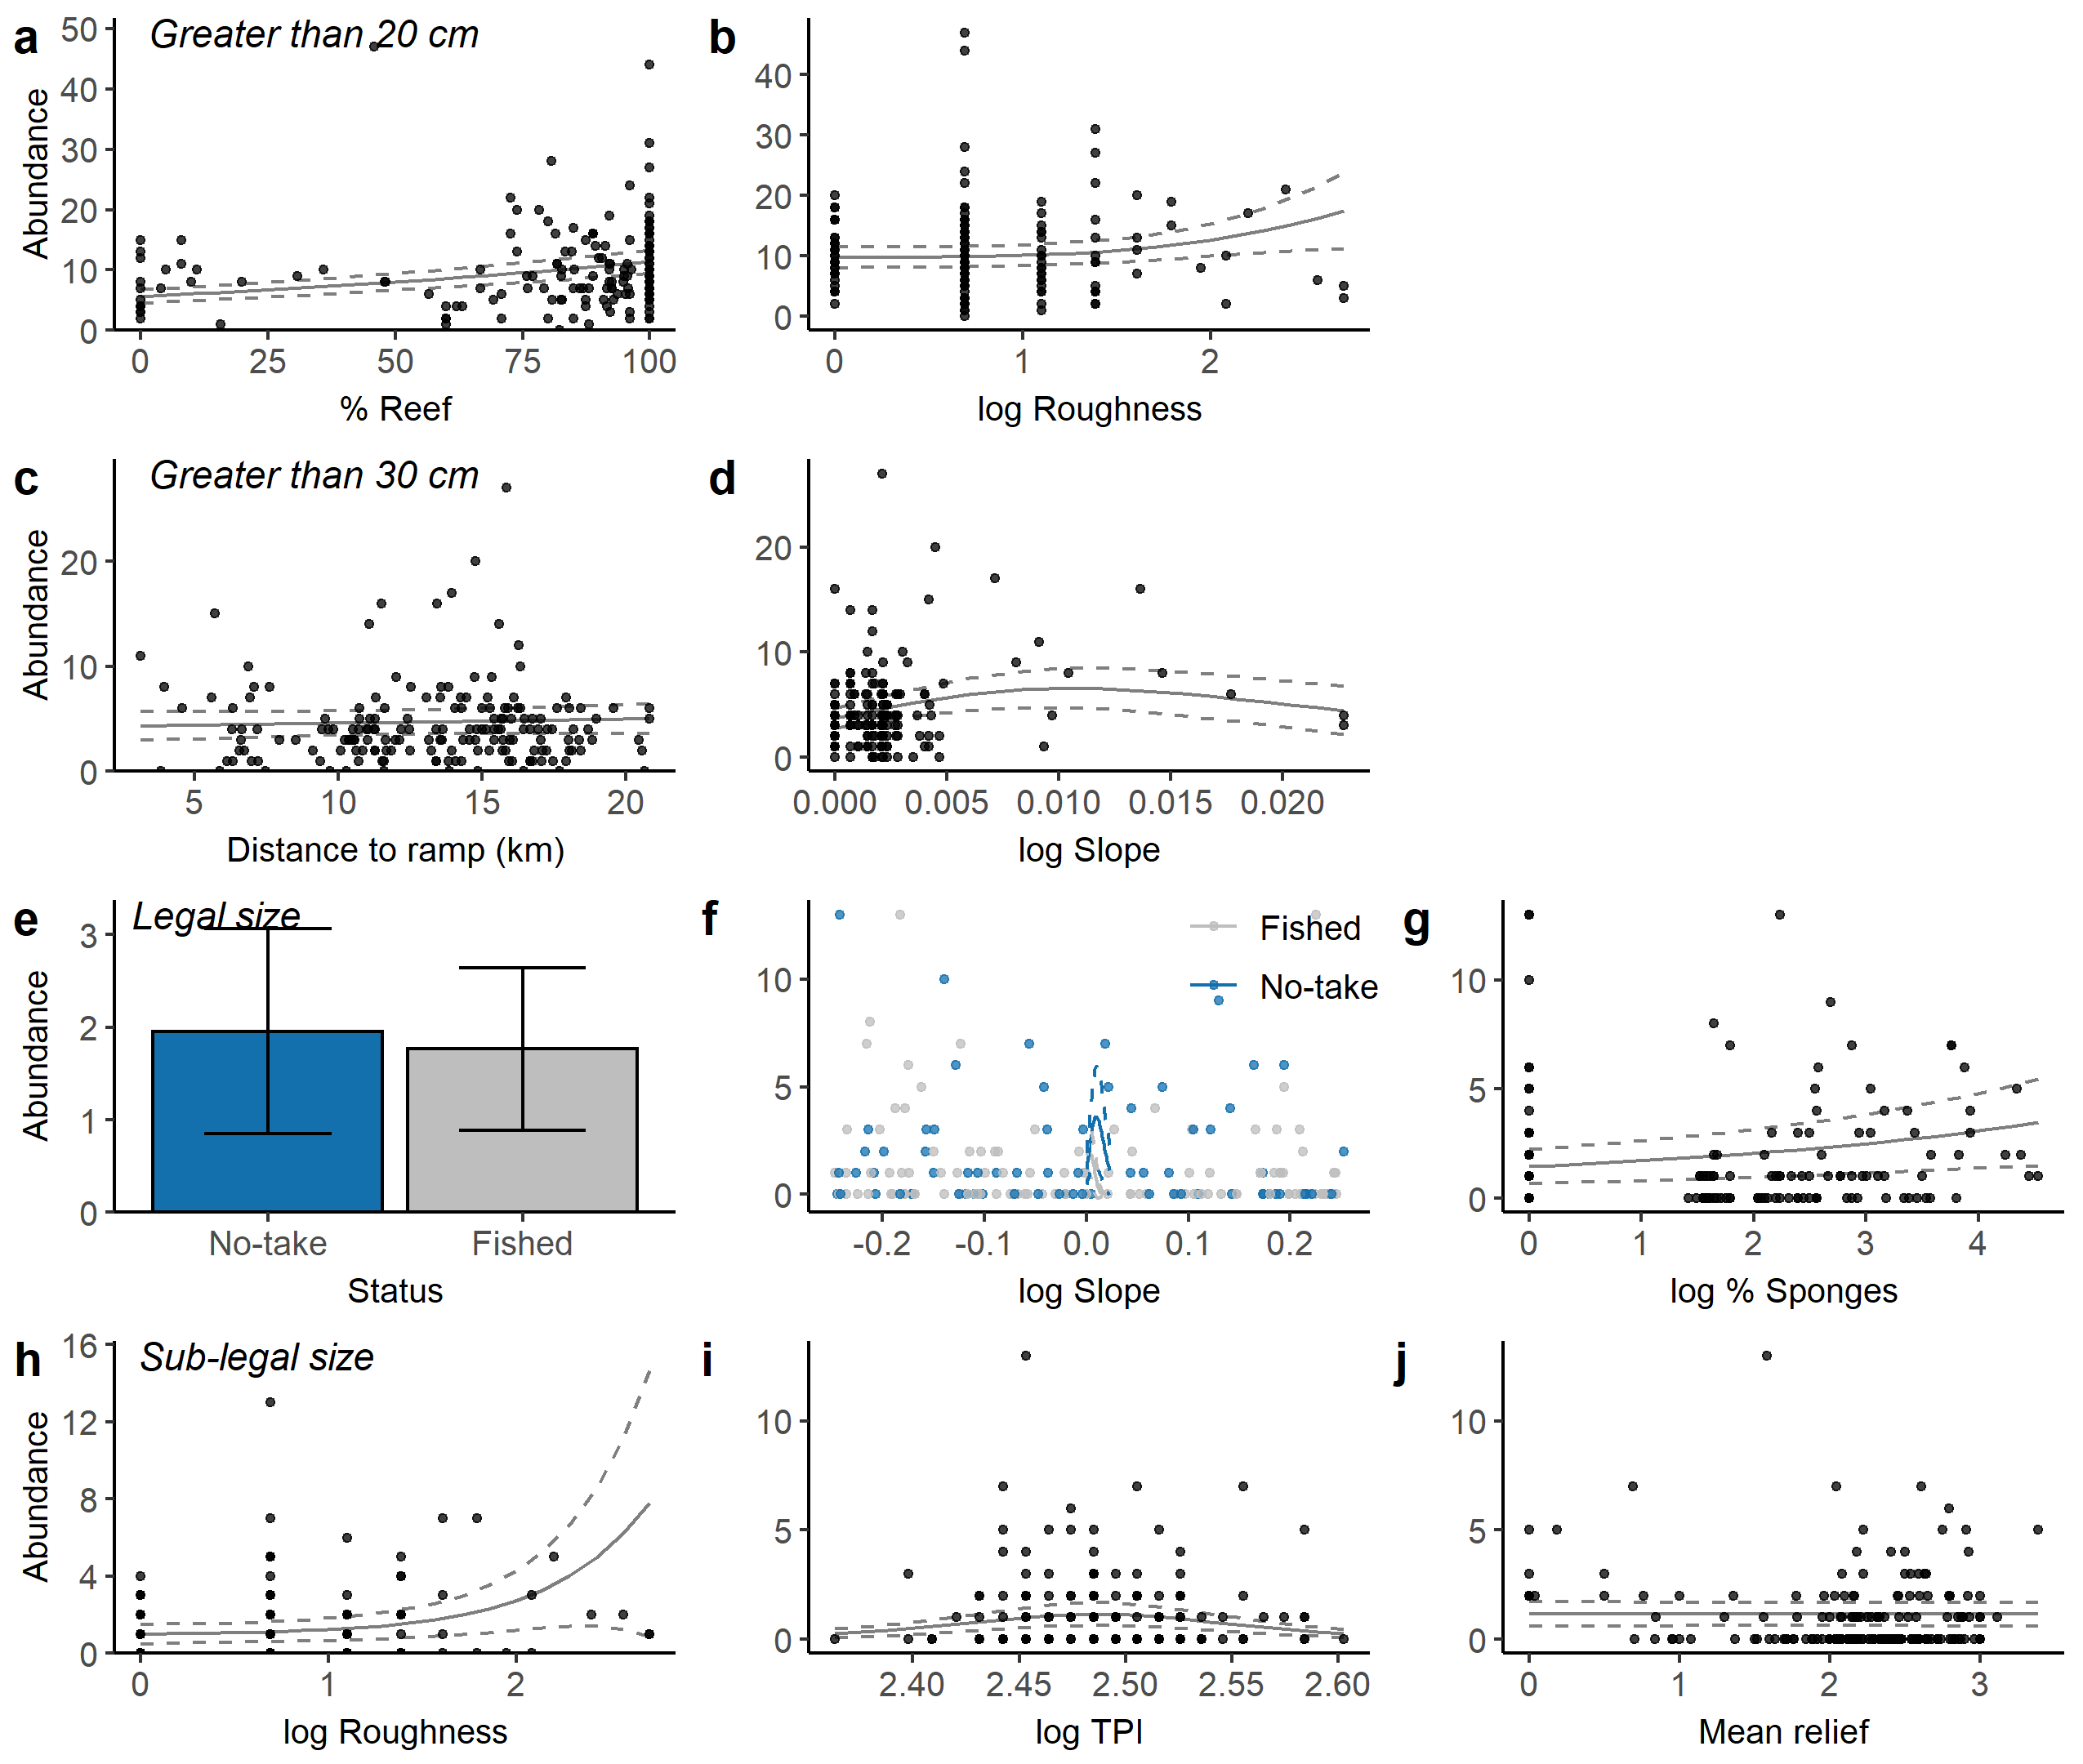 a
Greater than 20 cm
Abundance
50
40
30
20
10
0
0 25 50 75 100
% Reef
b
40
30
20
10
0
0 1 2
log Roughness
c
Greater than 30 cm
Abundance
20
10
0
5 10 15 20
Distance to ramp (km)
d
20
10
0
0.000 0.005 0.010 0.015 0.020
log Slope
e
Legal size
Abundance
3
2
1
0
No-take Fished
Status
f
Fished
No-take
10
5
0
-0.2 -0.1 0.0 0.1 0.2
log Slope
g
10
5
0
0 1 2 3 4
log % Sponges
h
Sub-legal size
Abundance
16
12
8
4
0
0 1 2
log Roughness
i
10
5
0
2.40 2.45 2.50 2.55 2.60
log TPI
j
10
5
0
0 1 2 3
Mean relief